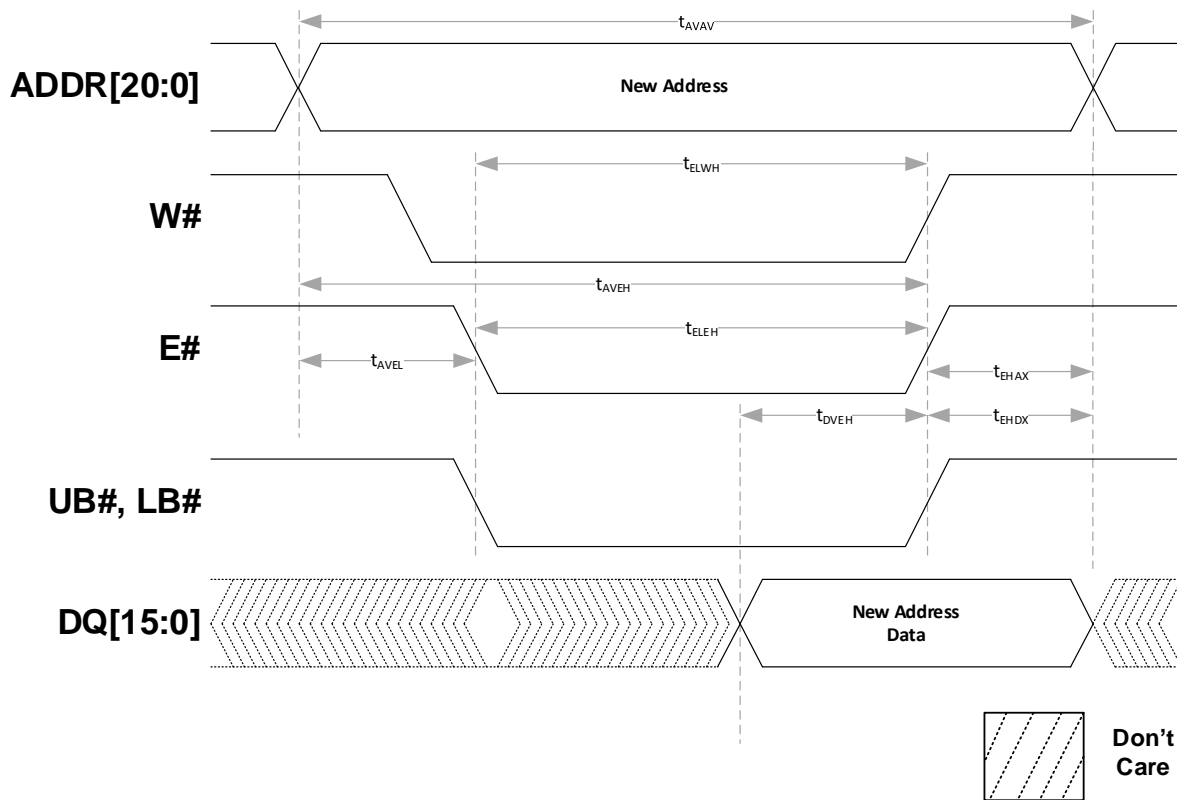 tAVAV
ADDR[20:0]
New Address
tELWH
W#
tAVEH
tELEH
E#
tAVEL
tEHAX
tDVEH
tEHDX
UB#, LB#
DQ[15:0]
New Address
Data
Don't
Care